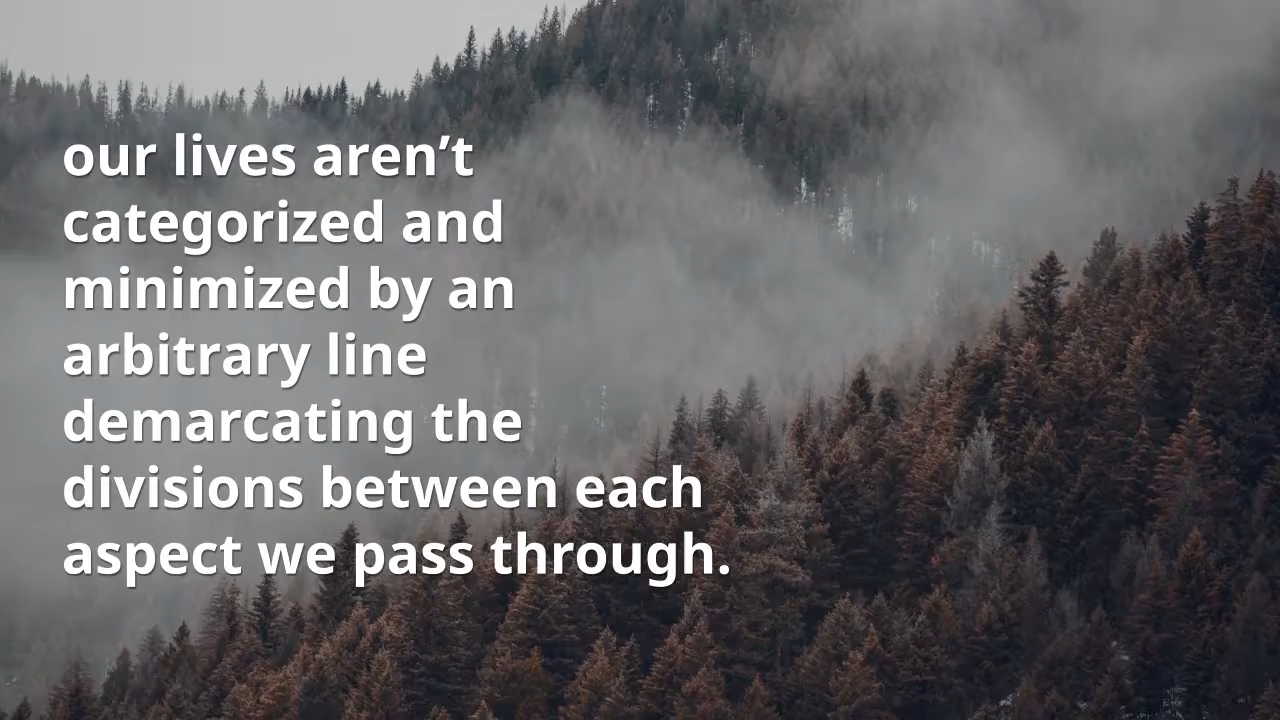 our lives aren’t
categorized and
minimized by an
arbitrary line
demarcating the
divisions between each
aspect we pass through.